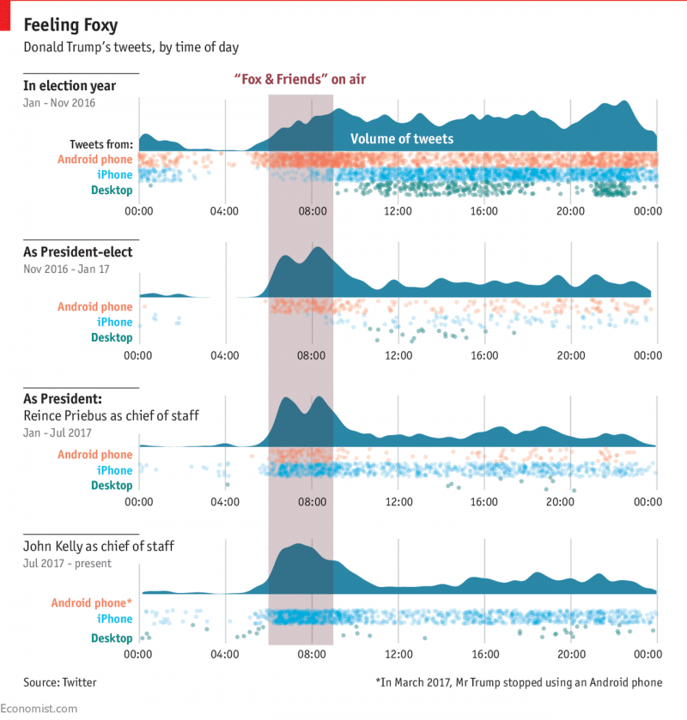 Feeling Foxy
Donald Trump's tweets, by time of day
"Fox & Friends" on air
In election year
Jan - Nov 2016
Volume of tweets
Tweets from:
Android phone
iPhone
Desktop
00:00 04:00 08:00 12:00 16:00 20:00 00:00
As President-elect
Nov 2016 - Jan 17
Android phone
iPhone
Desktop
00:00 04:00 08:00 12:00 16:00 20:00 00:00
As President:
Reince Priebus as chief of staff
Jan - Jul 2017
Android phone
iPhone
Desktop
00:00 04:00 08:00 12:00 16:00 20:00 00:00
John Kelly as chief of staff
Jul 2017 - present
Android phone*
iPhone
Desktop
00:00 04:00 08:00 12:00 16:00 20:00 00:00
Source: Twitter *In March 2017, Mr Trump stopped using an Android phone
Economist.com